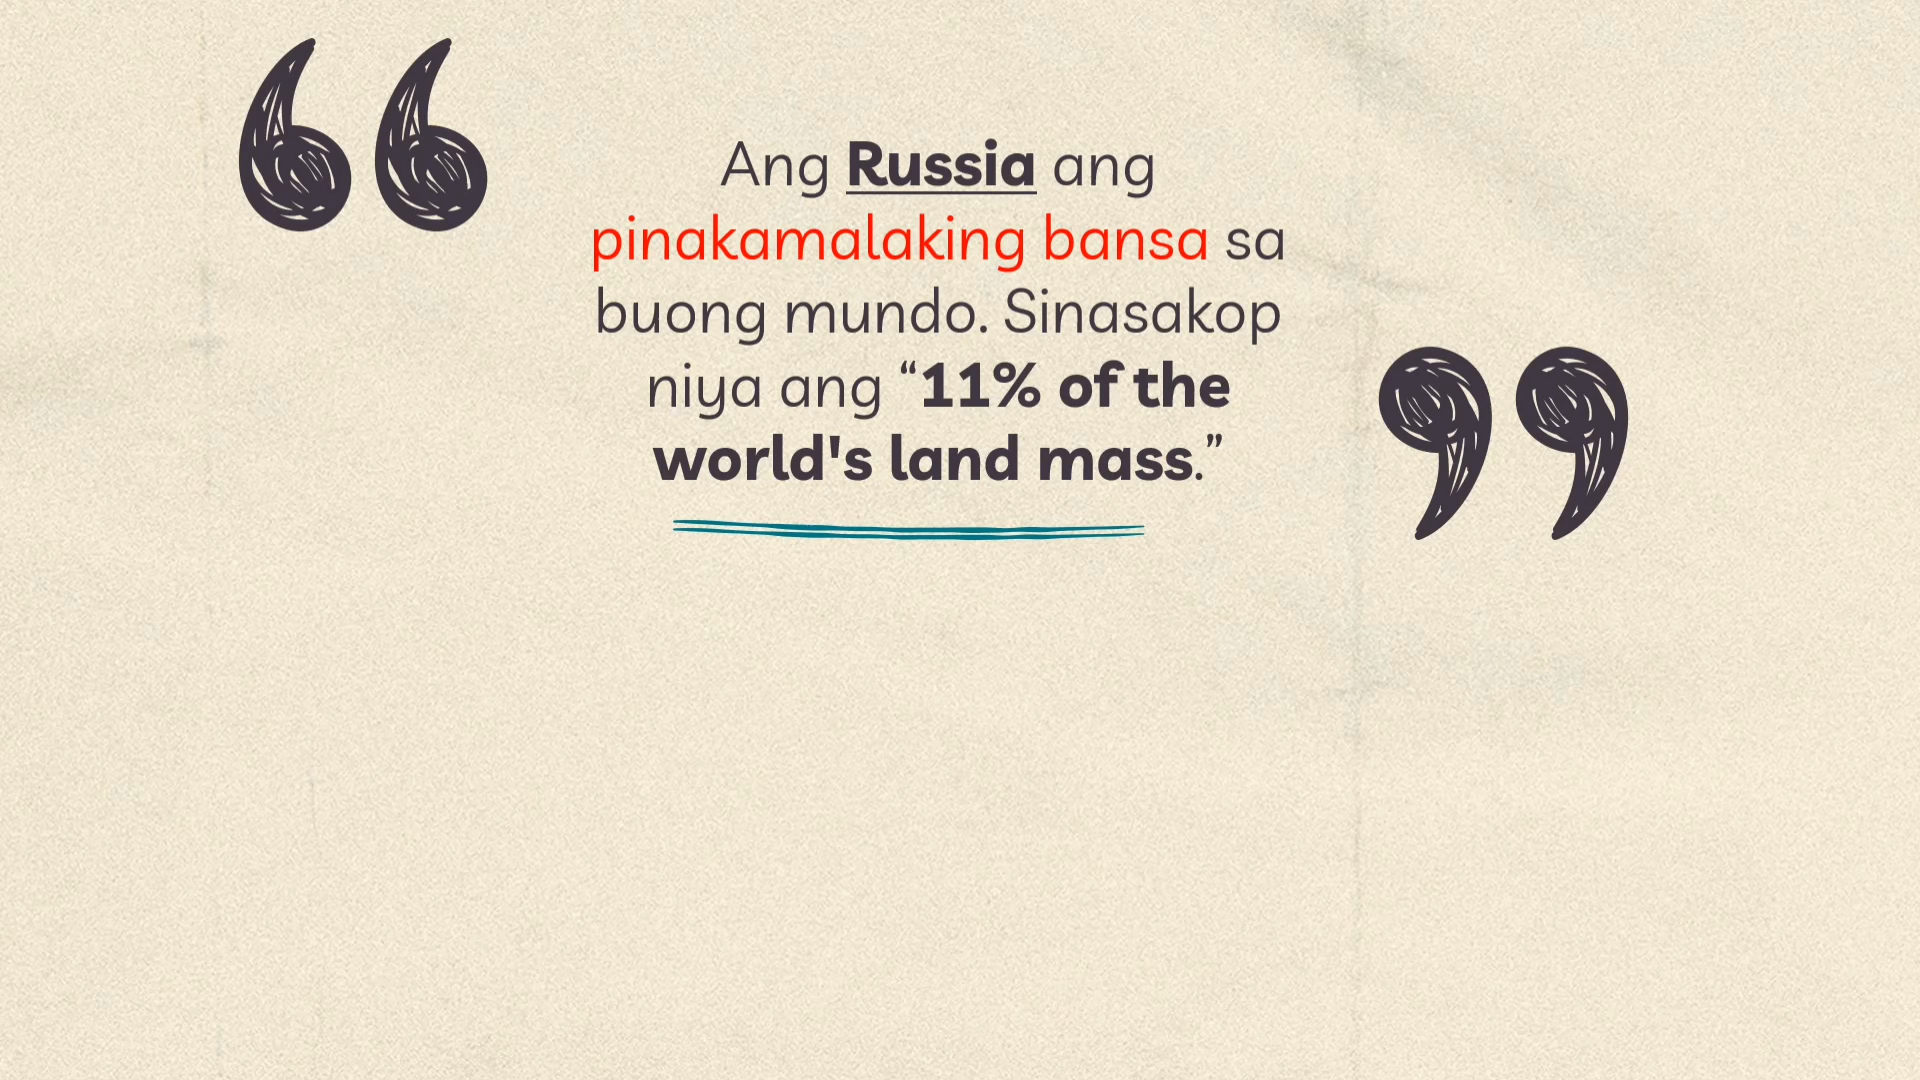 Ang Russia ang
pinakamalaking bansa sa
buong mundo. Sinasakop
niya ang “11% of the
world's land mass.”